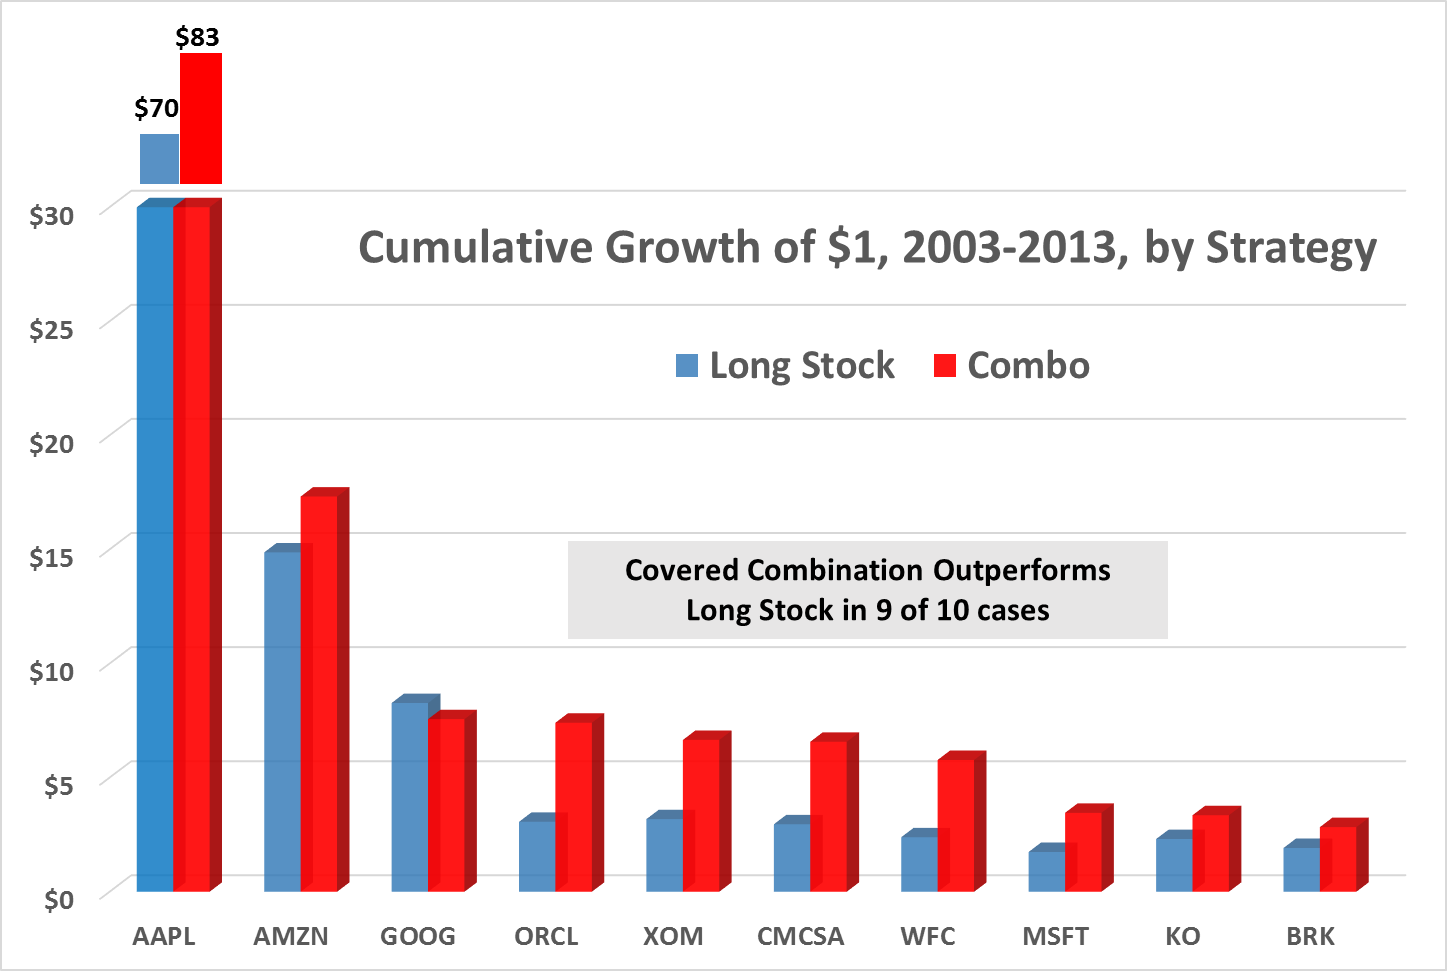 $83
$70
$30
Cumulative Growth of $1, 2003-2013, by Strategy
$25
Long Stock Combo
$20
$15
Covered Combination Outperforms
Long Stock in 9 of 10 cases
$10
$5
$0
AAPL AMZN GOOG ORCL XOM CMCSA WFC MSFT KO BRK